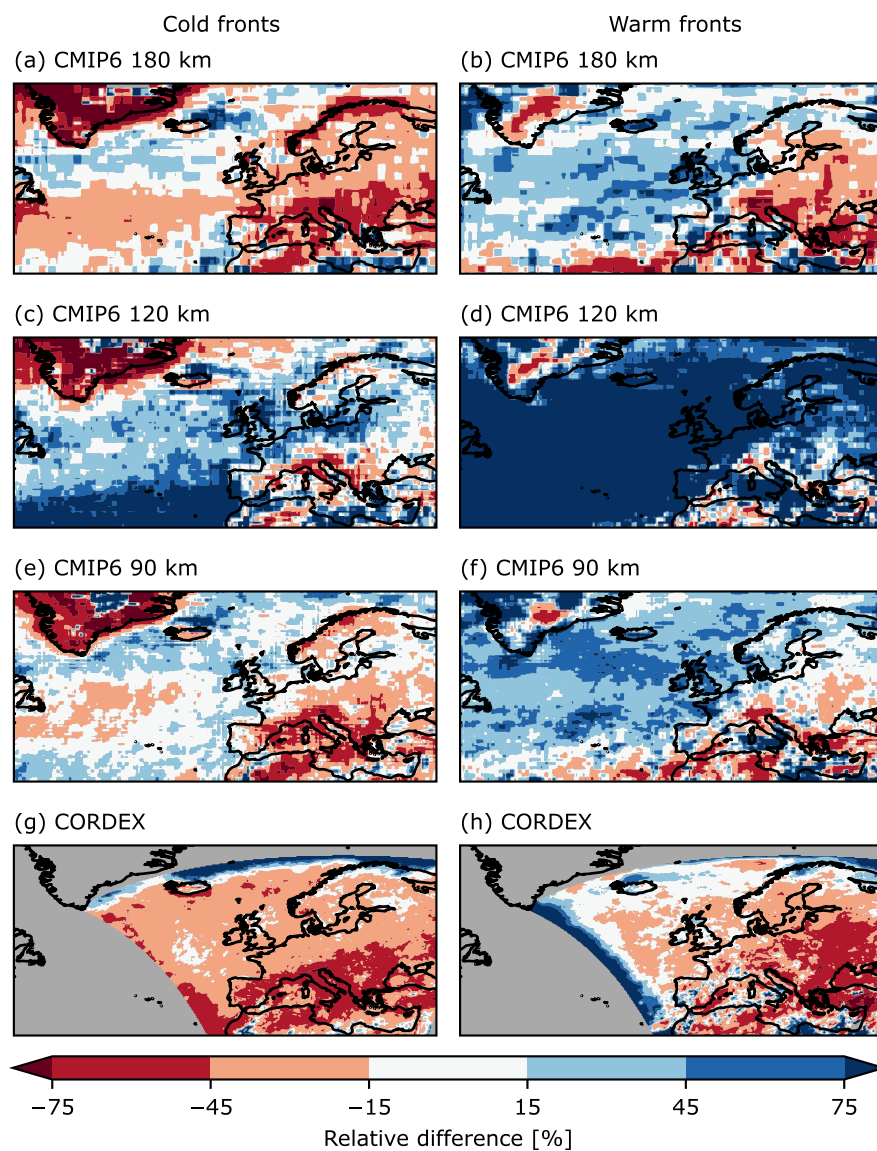 Cold fronts
Warm fronts
(a) CMIP6 180 km
(b) CMIP6 180 km
(c) CMIP6 120 km
(d) CMIP6 120 km
(e) CMIP6 90 km
(f) CMIP6 90 km
(g) CORDEX
(h) CORDEX
−75 −45 −15 15 45 75
Relative difference [%]